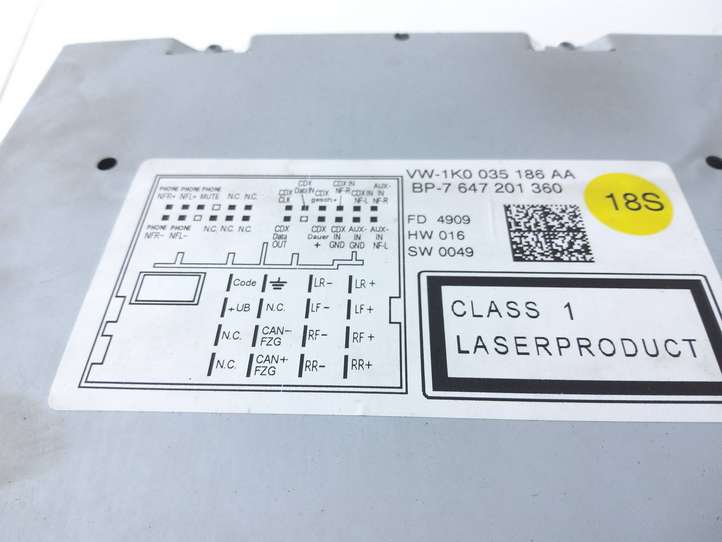 VW-1K0 035 186 AA
BP-7 647 201 360
FD 4909
HW 016
SW 0049
18S
PHONE PHONE PHONE
NFR+ NFL+ MUTE N.C. N.C.
PHONE PHONE
NFR- NFL- N.C. N.C. N.C.
CDX CDX CDX IN AUX-
CDX Data IN gesch.+ NF-R CDX IN IN
CLK NF-L NF-R
CDX CDX CDX AUX- AUX-
Data Dauer IN IN IN
OUT + GND GND NF-L
Code LR- LR+
+UB N.C. LF- LF+
N.C. CAN- RF- RF+
FZG
N.C. CAN+ RR- RR+
FZG
CLASS 1
LASERPRODUCT